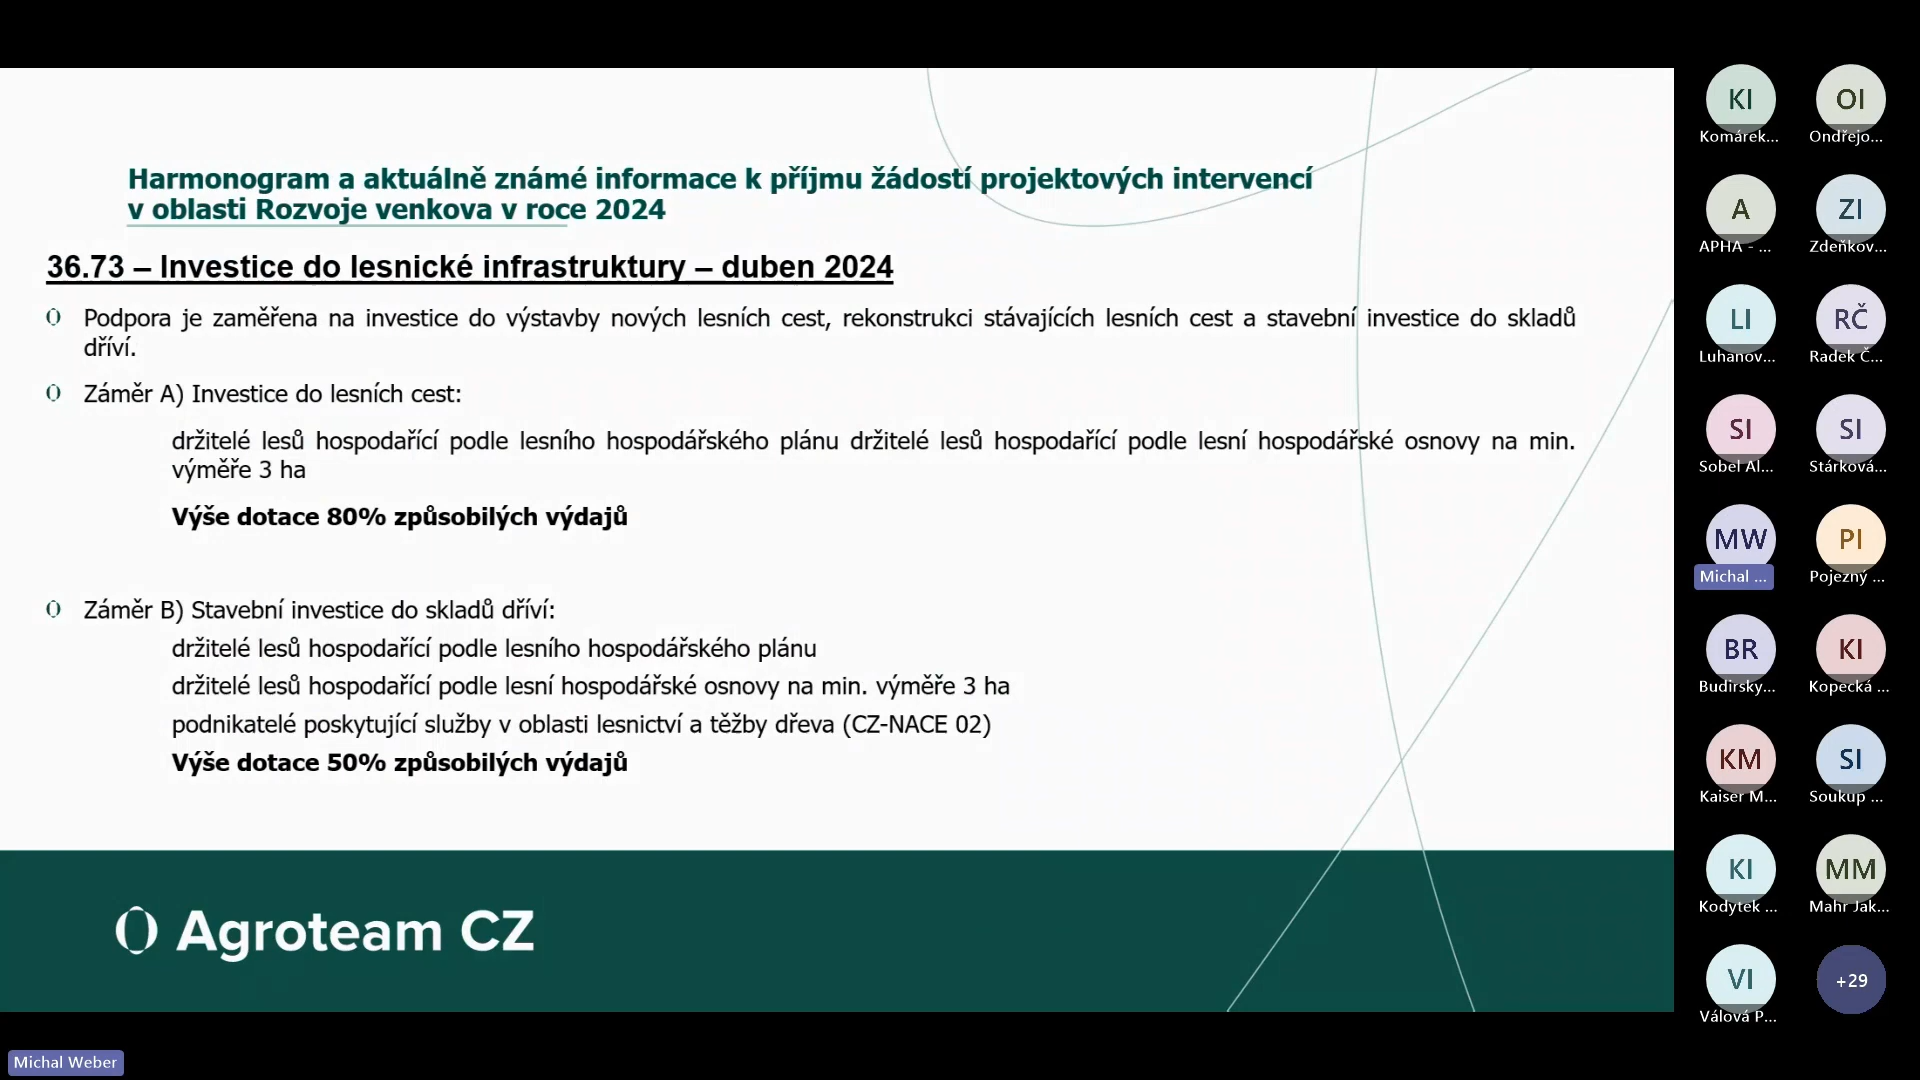 Harmonogram a aktuálně známé informace k příjmu žádostí projektových intervencí
v oblasti Rozvoje venkova v roce 2024
36.73 – Investice do lesnické infrastruktury – duben 2024
Podpora je zaměřena na investice do výstavby nových lesních cest, rekonstrukci stávajících lesních cest a stavební investice do skladů
dříví.
Záměr A) Investice do lesních cest:
držitelé lesů hospodařící podle lesního hospodářského plánu držitelé lesů hospodařící podle lesní hospodářské osnovy na min.
výměře 3 ha
Výše dotace 80% způsobilých výdajů
Záměr B) Stavební investice do skladů dříví:
držitelé lesů hospodařící podle lesního hospodářského plánu
držitelé lesů hospodařící podle lesní hospodářské osnovy na min. výměře 3 ha
podnikatelé poskytující služby v oblasti lesnictví a těžby dřeva (CZ-NACE 02)
Výše dotace 50% způsobilých výdajů
Agroteam CZ
KI OI
Komárek... Ondřejo...
A ZI
APHA - ... Zdeňkov...
LI RČ
Luhanov... Radek Č...
SI SI
Sobel Al... Stárková...
MW PI
Michal ... Pojezný ...
BR KI
Budirsky... Kopecká ...
KM SI
Kaiser M... Soukup ...
KI MM
Kodytek ... Mahr Jak...
VI +29
Válová P...
Michal Weber